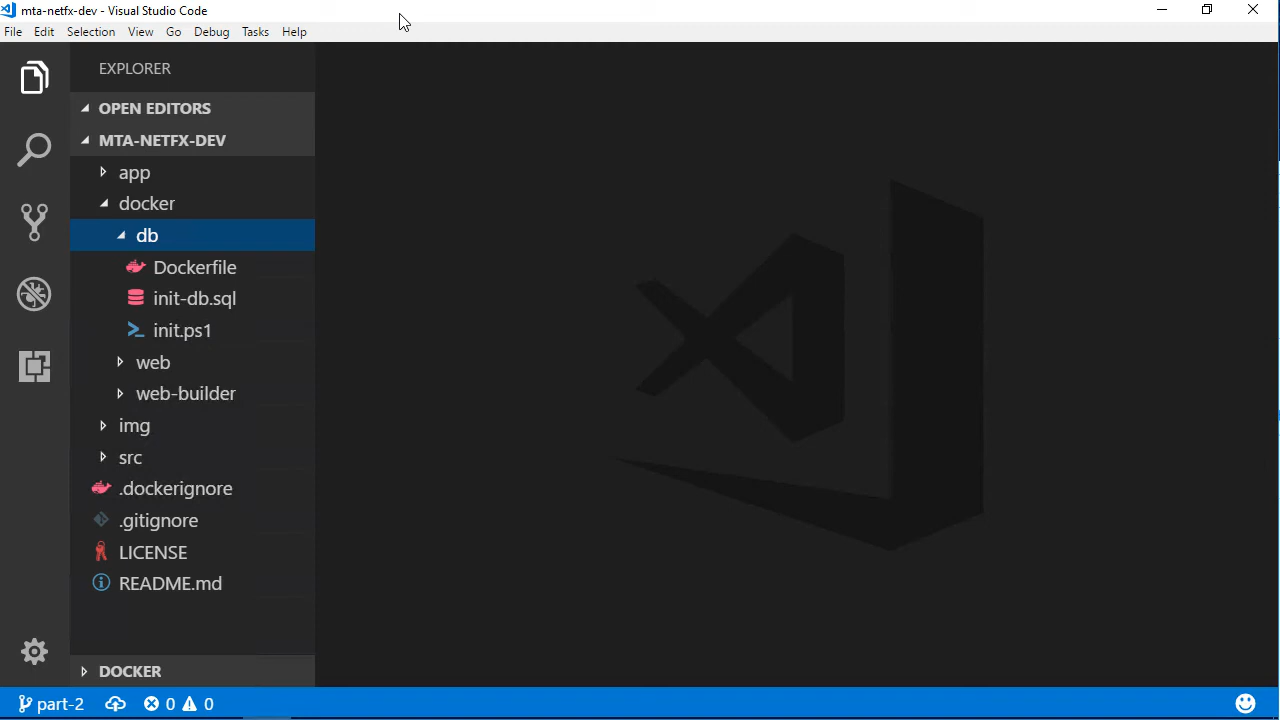 mta-netfx-dev - Visual Studio Code
File Edit Selection View Go Debug Tasks Help
EXPLORER
OPEN EDITORS
MTA-NETFX-DEV
app
docker
db
Dockerfile
init-db.sql
init.ps1
web
web-builder
img
src
.dockerignore
.gitignore
LICENSE
README.md
DOCKER
part-2 0 0